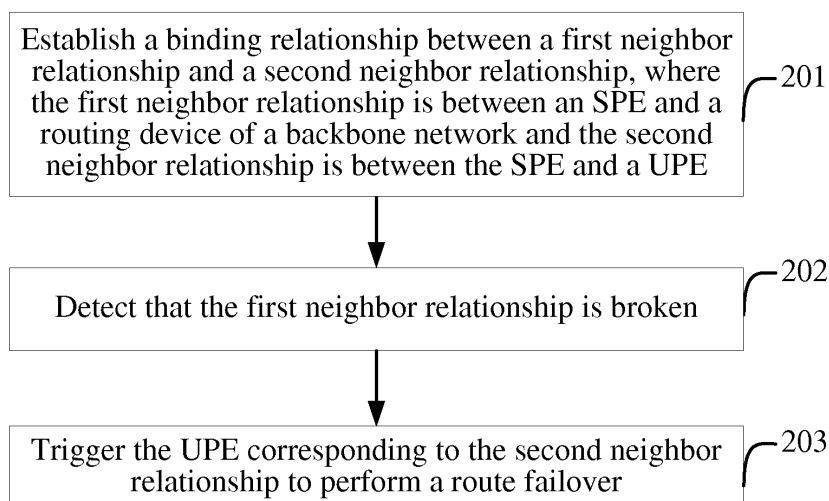 Establish a binding relationship between a first neighbor
relationship and a second neighbor relationship, where
the first neighbor relationship is between an SPE and a
routing device of a backbone network and the second
neighbor relationship is between the SPE and a UPE
201
202
Detect that the first neighbor relationship is broken
203
Trigger the UPE corresponding to the second neighbor
relationship to perform a route failover